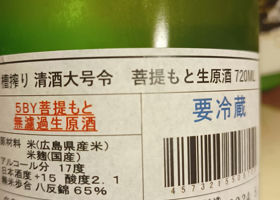 槽搾り 清酒大号令 菩提もと生原酒 720ML
5BY菩提もと
無濾過生原酒
要冷蔵
原材料 米(広島県産米)
米麹(国産)
アルコール分 17度
日本酒度+15 酸度2.1
精米歩合 八反錦65%